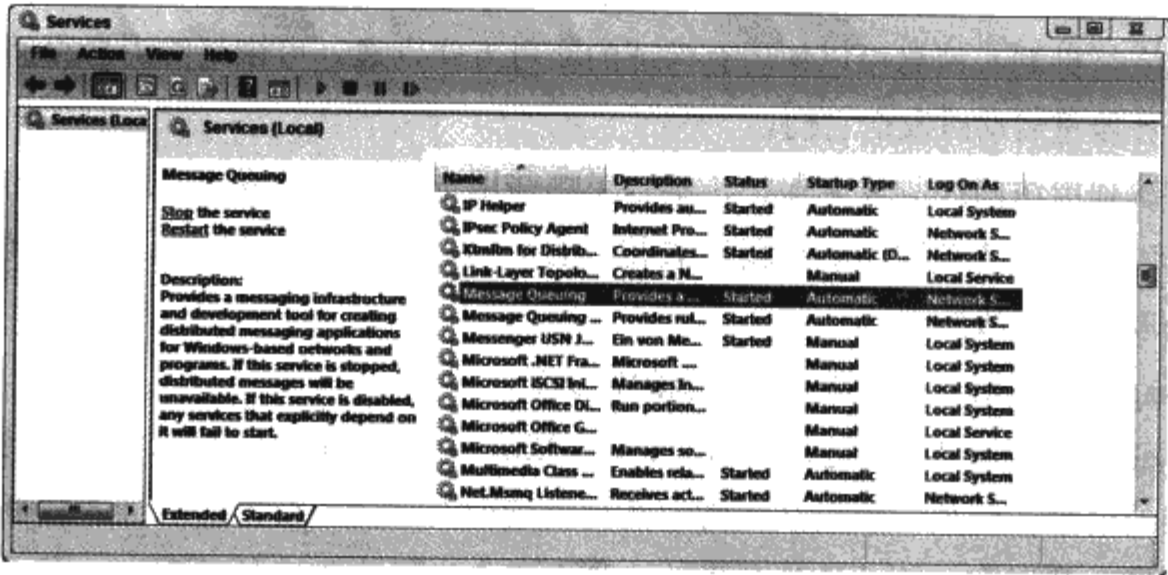 Services
File Action View Help
Services (Loca
Services (Local)
Message Queuing
Stop the service
Restart the service
Description:
Provides a messaging infrastructure
and development tool for creating
distributed messaging applications
for Windows-based networks and
programs. If this service is stopped,
distributed messages will be
unavailable. If this service is disabled,
any services that explicitly depend on
it will fail to start.
Name Description Status Startup Type Log On As
IP Helper Provides au... Started Automatic Local System
IPsec Policy Agent Internet Pro... Started Automatic Network S...
KtmRm for Distrib... Coordinates... Started Automatic (D... Network S...
Link-Layer Topolo... Creates a N... Manual Local Service
Message Queuing Provides a ... Started Automatic Network S...
Message Queuing ... Provides rul... Started Automatic Network S...
Messenger USN J... Ein von Me... Started Manual Local System
Microsoft .NET Fra... Microsoft .... Manual Local System
Microsoft iSCSI Ini... Manages In... Manual Local System
Microsoft Office Di... Run portion... Manual Local System
Microsoft Office G... Manual Local Service
Microsoft Softwar... Manages so... Manual Local System
Multimedia Class ... Enables rela... Started Automatic Local System
Net.Msmq Listene... Receives act... Started Automatic Network S...
Extended Standard